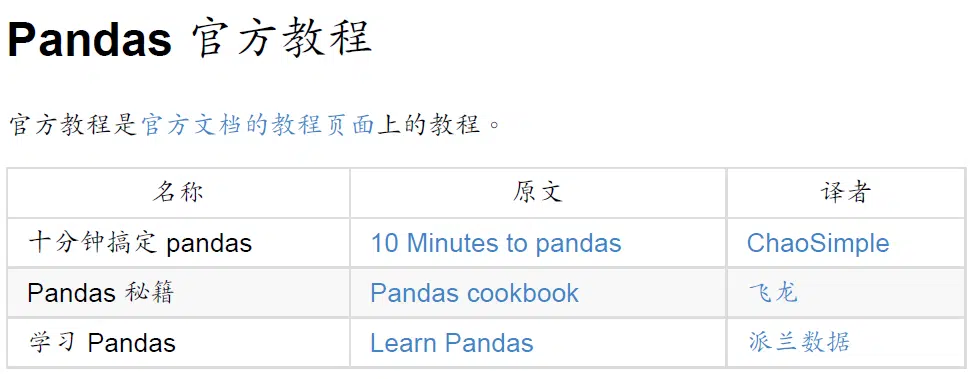 Pandas 官方教程
官方教程是官方文档的教程页面上的教程。
名称 原文 译者
十分钟搞定 pandas 10 Minutes to pandas ChaoSimple
Pandas 秘籍 Pandas cookbook 飞龙
学习 Pandas Learn Pandas 派兰数据